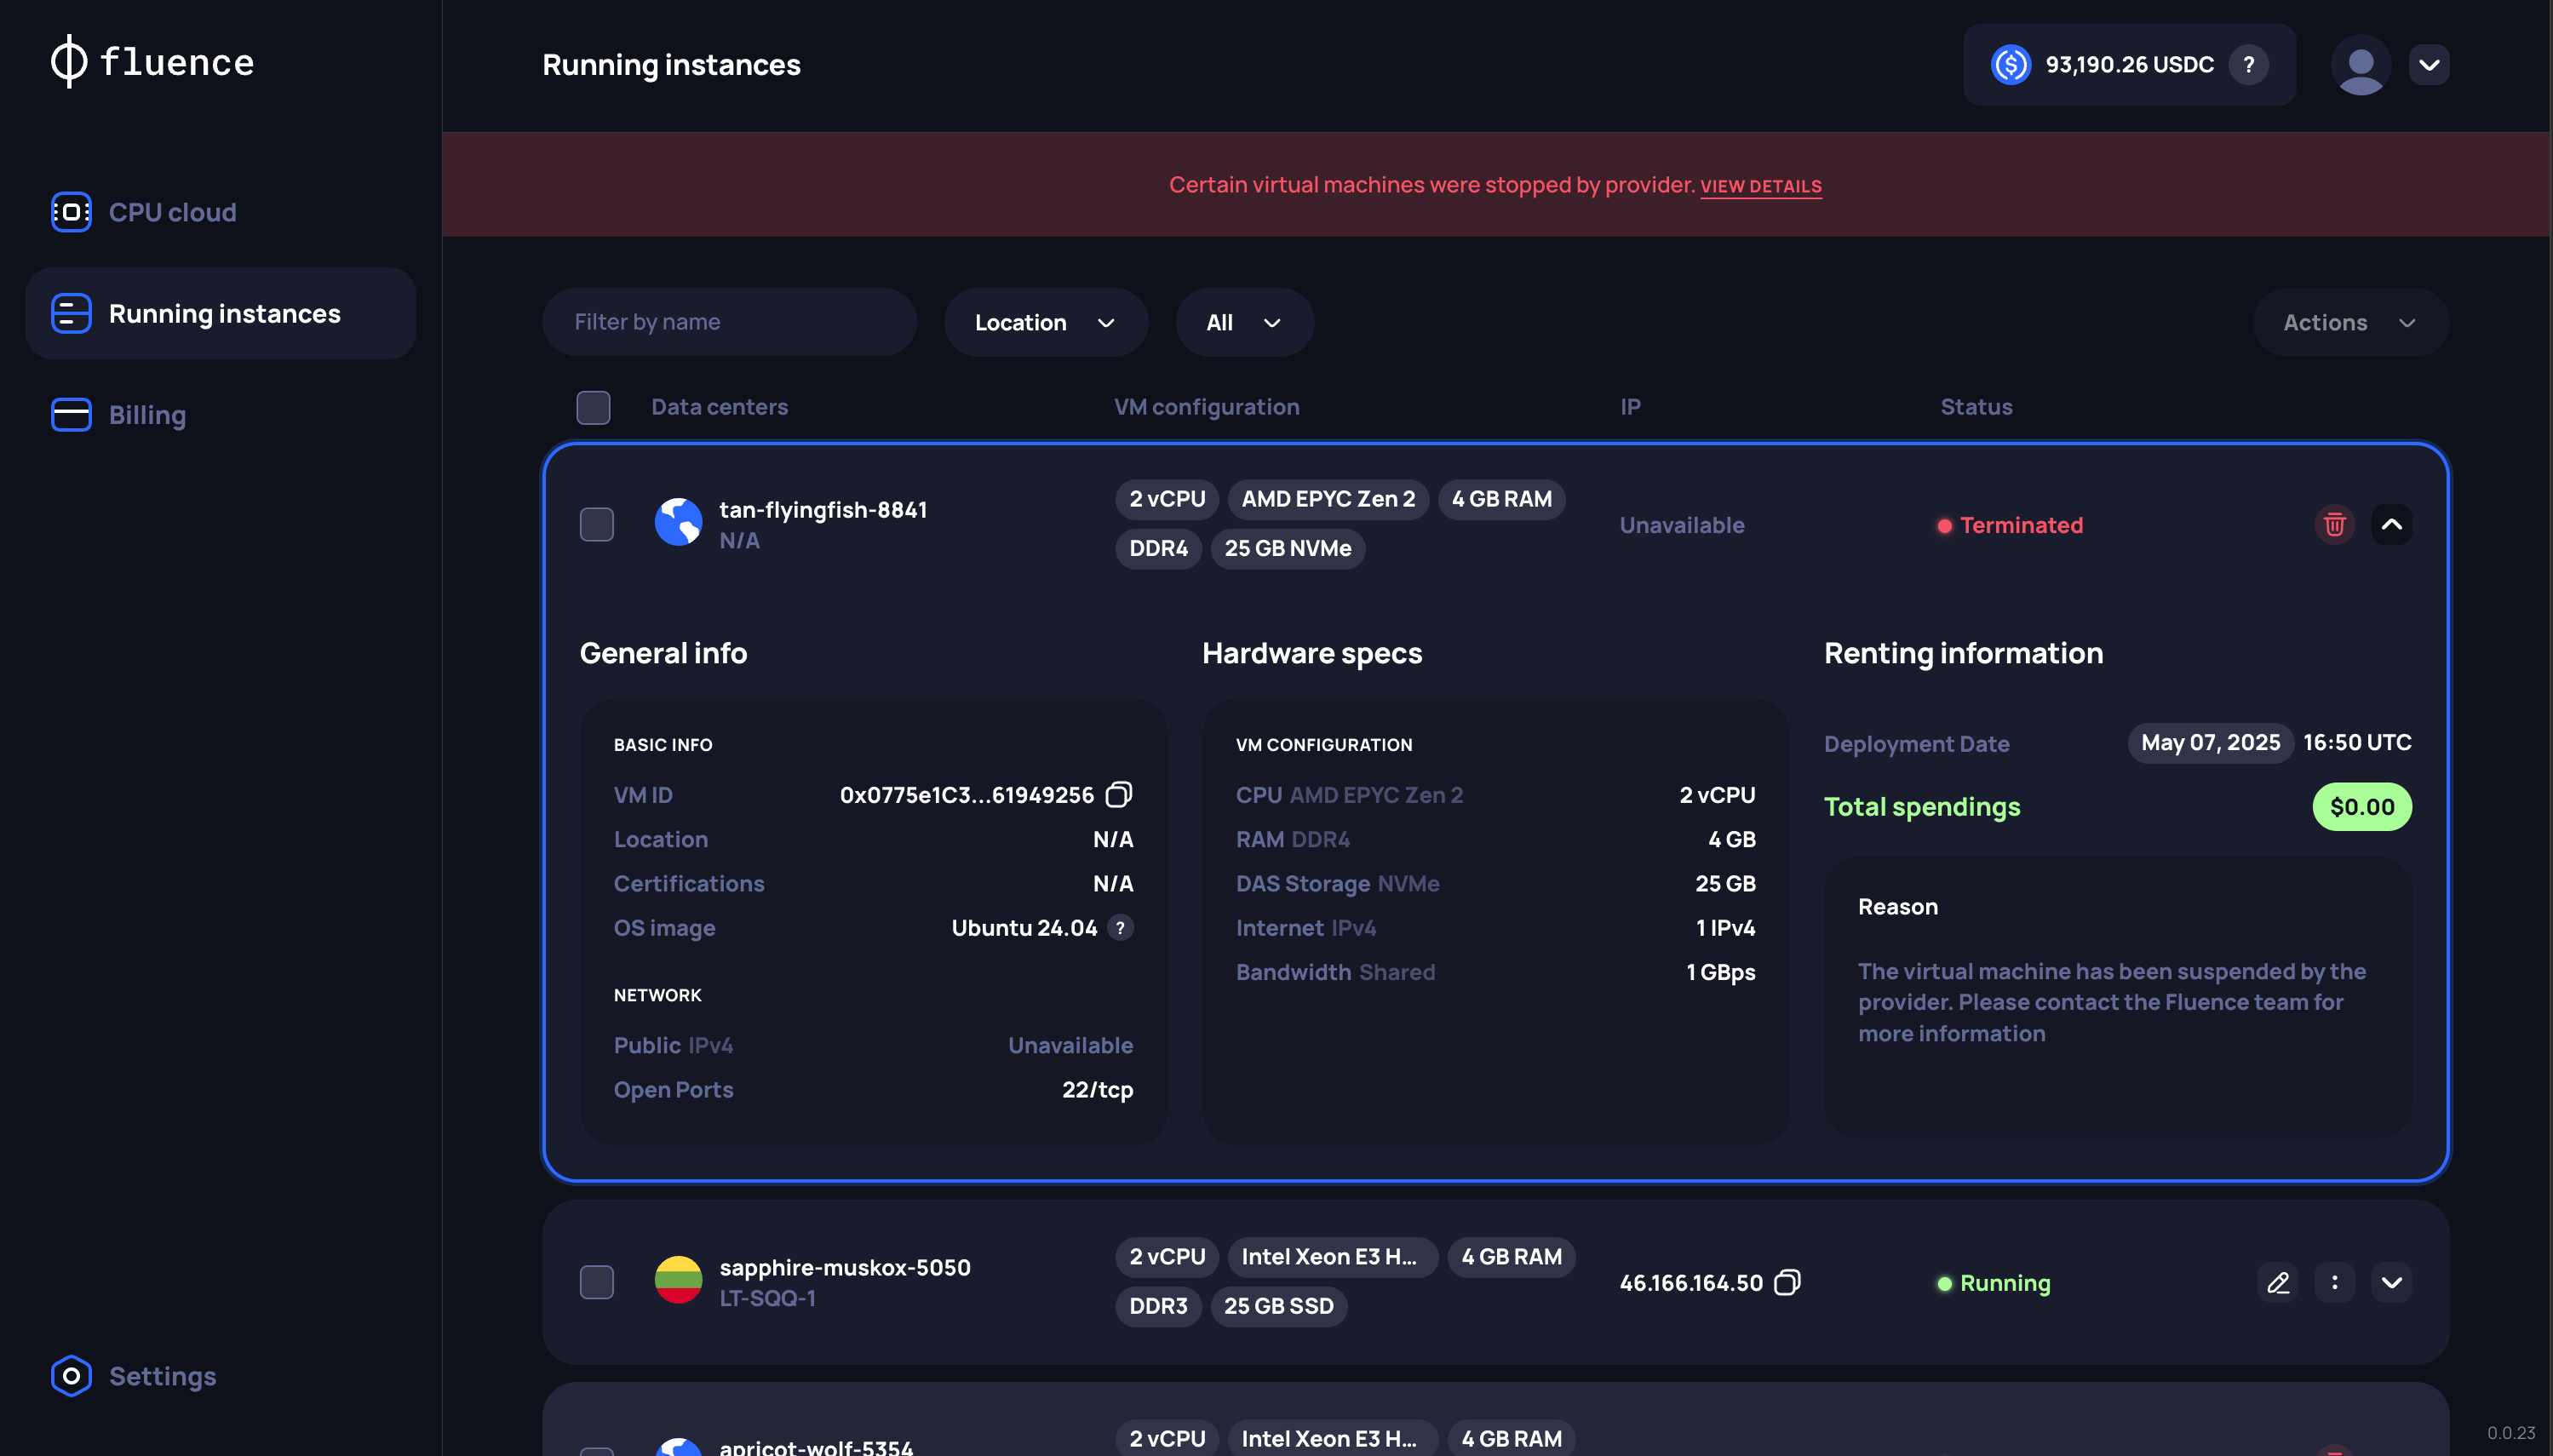 fluence
Running instances
93,190.26 USDC ?
CPU cloud
Running instances
Billing
Settings
Certain virtual machines were stopped by provider. VIEW DETAILS
Filter by name
Location
All
Actions
Data centers VM configuration IP Status
tan-flyingfish-8841
N/A
2 vCPU AMD EPYC Zen 2 4 GB RAM
DDR4 25 GB NVMe
Unavailable
Terminated
General info
BASIC INFO
VM ID 0x0775e1C3...61949256
Location N/A
Certifications N/A
OS image Ubuntu 24.04 ?
NETWORK
Public IPv4 Unavailable
Open Ports 22/tcp
Hardware specs
VM CONFIGURATION
CPU AMD EPYC Zen 2 2 vCPU
RAM DDR4 4 GB
DAS Storage NVMe 25 GB
Internet IPv4 1 IPv4
Bandwidth Shared 1 GBps
Renting information
Deployment Date May 07, 2025 16:50 UTC
Total spendings $0.00
Reason
The virtual machine has been suspended by the
provider. Please contact the Fluence team for
more information
sapphire-muskox-5050
LT-SQQ-1
2 vCPU Intel Xeon E3 H... 4 GB RAM
DDR3 25 GB SSD
46.166.164.50
Running
apricot-wolf-5354
2 vCPU Intel Xeon E3 H... 4 GB RAM
0.0.23